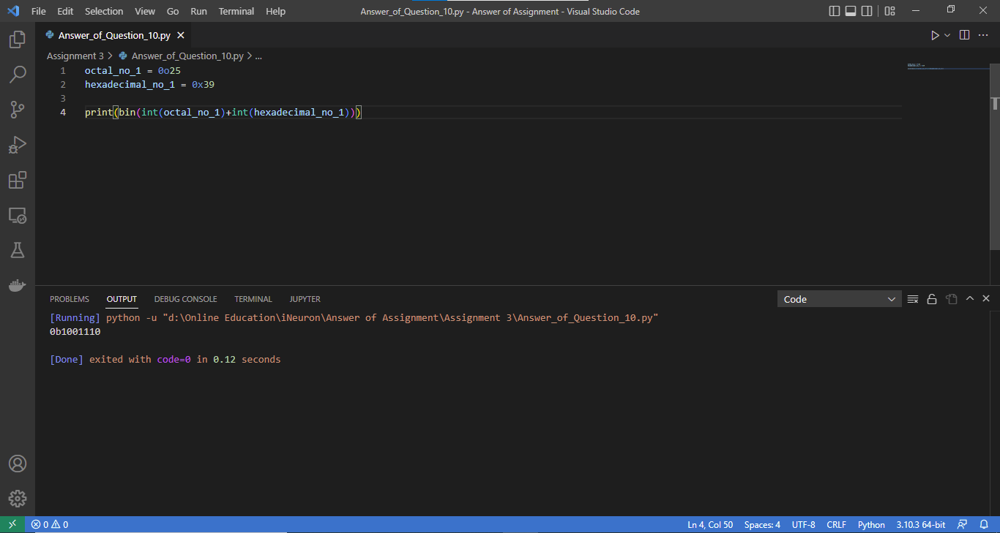 File Edit Selection View Go Run Terminal Help Answer_of_Question_10.py - Answer of Assignment - Visual Studio Code
Answer_of_Question_10.py
Assignment 3 > Answer_of_Question_10.py > ...
1 octal_no_1 = 0o25
2 hexadecimal_no_1 = 0x39
3
4 print(bin(int(octal_no_1)+int(hexadecimal_no_1)))
PROBLEMS OUTPUT DEBUG CONSOLE TERMINAL JUPYTER Code
[Running] python -u "d:\Online Education\iNeuron\Answer of Assignment\Assignment 3\Answer_of_Question_10.py"
0b1001110
[Done] exited with code=0 in 0.12 seconds
0 0 Ln 4, Col 50 Spaces: 4 UTF-8 CRLF Python 3.10.3 64-bit